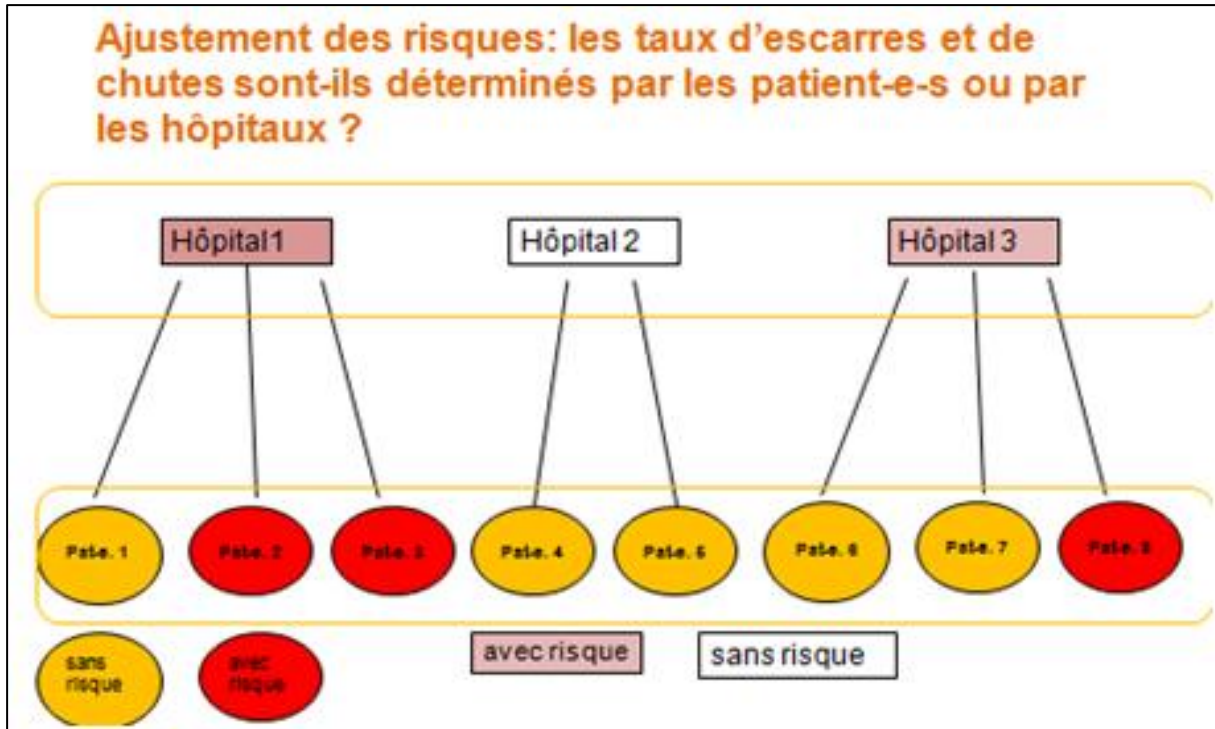 Ajustement des risques: les taux d'escarres et de
chutes sont-ils déterminés par les patient-e-s ou par
les hôpitaux ?
Hôpital 1 Hôpital 2 Hôpital 3
Pat-e. 1 Pat-e. 2 Pat-e. 3 Pat-e. 4 Pat-e. 5 Pat-e. 6 Pat-e. 7 Pat-e. 8
sans
risque
avec
risque
avec risque
sans risque